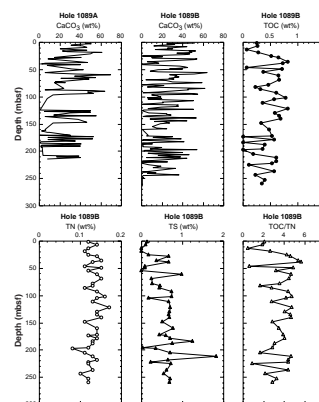 Hole 1089A
CaCO3 (wt%)
0 20 40 60 80
Hole 1089B
CaCO3 (wt%)
0 20 40 60 80
Hole 1089B
TOC (wt%)
0 0.5 1
Depth (mbsf)
0
50
100
150
200
250
300
Hole 1089B
TN (wt%)
0 0.1 0.2
Hole 1089B
TS (wt%)
0 1 2
Hole 1089B
TOC/TN
0 2 4 6 8
Depth (mbsf)
0
50
100
150
200
250
300